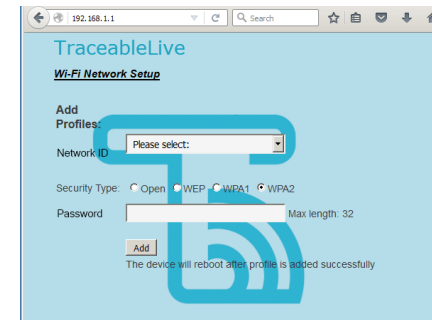 192.168.1.1
Search
TraceableLive
Wi-Fi Network Setup
Add
Profiles:
Network ID
Please select:
Security Type: Open WEP WPA1 WPA2
Password
Max length: 32
Add
The device will reboot after profile is added successfully